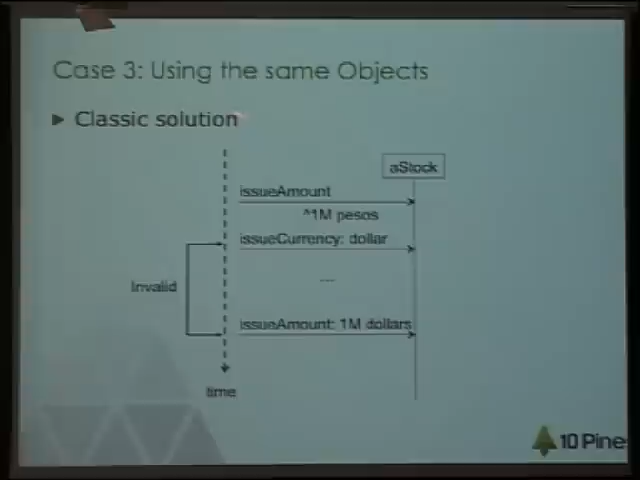 Case 3: Using the same Objects
Classic solution
aStock
issueAmount
^1M pesos
issueCurrency: dollar
Invalid
...
issueAmount: 1M dollars
time
10 Pine